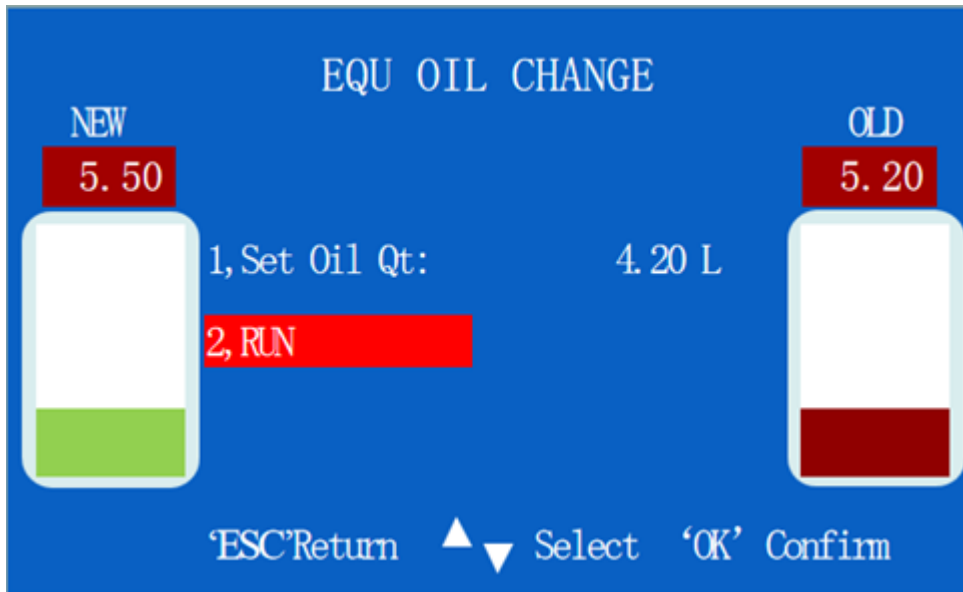 EQU OIL CHANGE
NEW
OLD
5.50
5.20
1,Set Oil Qt: 4.20 L
2,RUN
‘ESC’Return ▲▼ Select ‘OK’ Confirm